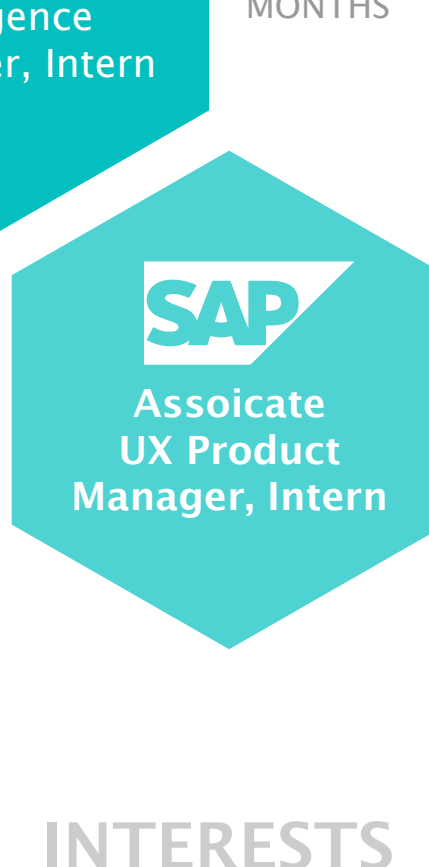 MONTHS
gence
er, Intern
SAP
Assoicate
UX Product
Manager, Intern
INTERESTS